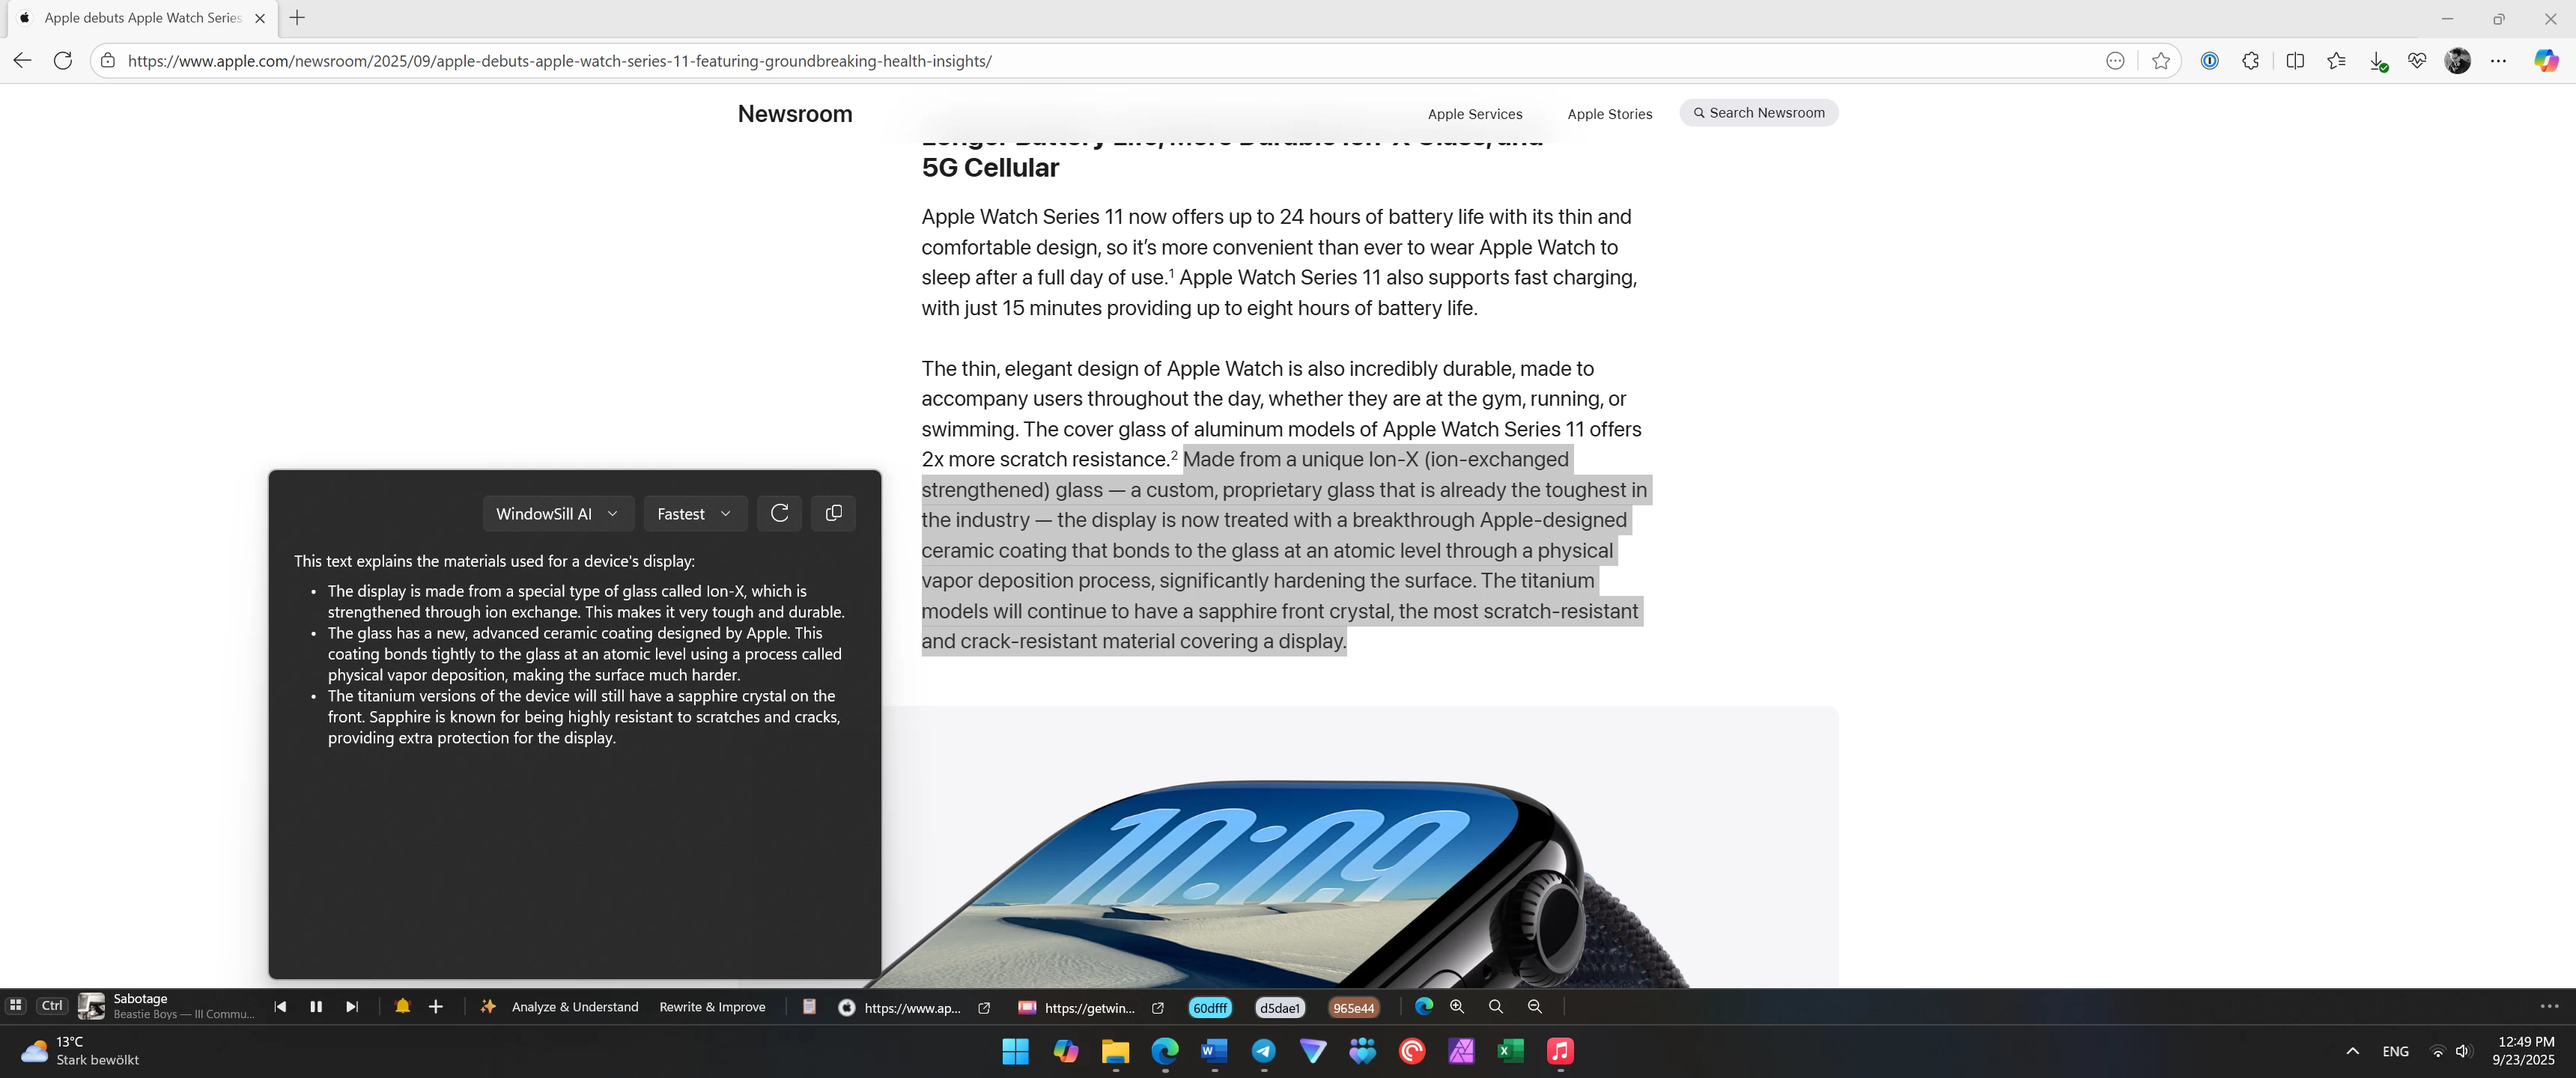 Apple debuts Apple Watch Series
https://www.apple.com/newsroom/2025/09/apple-debuts-apple-watch-series-11-featuring-groundbreaking-health-insights/
Newsroom
Apple Services
Apple Stories
Search Newsroom
Longer Battery Life, More Durable Ion-X Glass, and
5G Cellular
Apple Watch Series 11 now offers up to 24 hours of battery life with its thin and
comfortable design, so it’s more convenient than ever to wear Apple Watch to
sleep after a full day of use.1 Apple Watch Series 11 also supports fast charging,
with just 15 minutes providing up to eight hours of battery life.
The thin, elegant design of Apple Watch is also incredibly durable, made to
accompany users throughout the day, whether they are at the gym, running, or
swimming. The cover glass of aluminum models of Apple Watch Series 11 offers
2x more scratch resistance.2 Made from a unique Ion-X (ion-exchanged
strengthened) glass — a custom, proprietary glass that is already the toughest in
the industry — the display is now treated with a breakthrough Apple-designed
ceramic coating that bonds to the glass at an atomic level through a physical
vapor deposition process, significantly hardening the surface. The titanium
models will continue to have a sapphire front crystal, the most scratch-resistant
and crack-resistant material covering a display.
WindowSill AI
Fastest
This text explains the materials used for a device's display:
• The display is made from a special type of glass called Ion-X, which is
strengthened through ion exchange. This makes it very tough and durable.
• The glass has a new, advanced ceramic coating designed by Apple. This
coating bonds tightly to the glass at an atomic level using a process called
physical vapor deposition, making the surface much harder.
• The titanium versions of the device will still have a sapphire crystal on the
front. Sapphire is known for being highly resistant to scratches and cracks,
providing extra protection for the display.
10:09
Ctrl
Sabotage
Beastie Boys — Ill Commu...
Analyze & Understand
Rewrite & Improve
https://www.ap...
https://getwin...
60dfff
d5dae1
965e44
13°C
Stark bewölkt
ENG
12:49 PM
9/23/2025